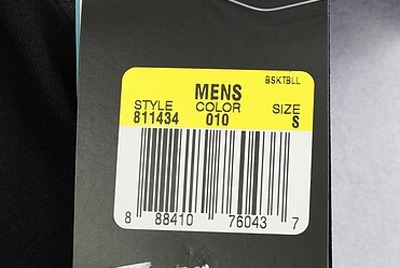 BSKTBLL
MENS
STYLE COLOR SIZE
811434 010 S
8 88410 76043 7